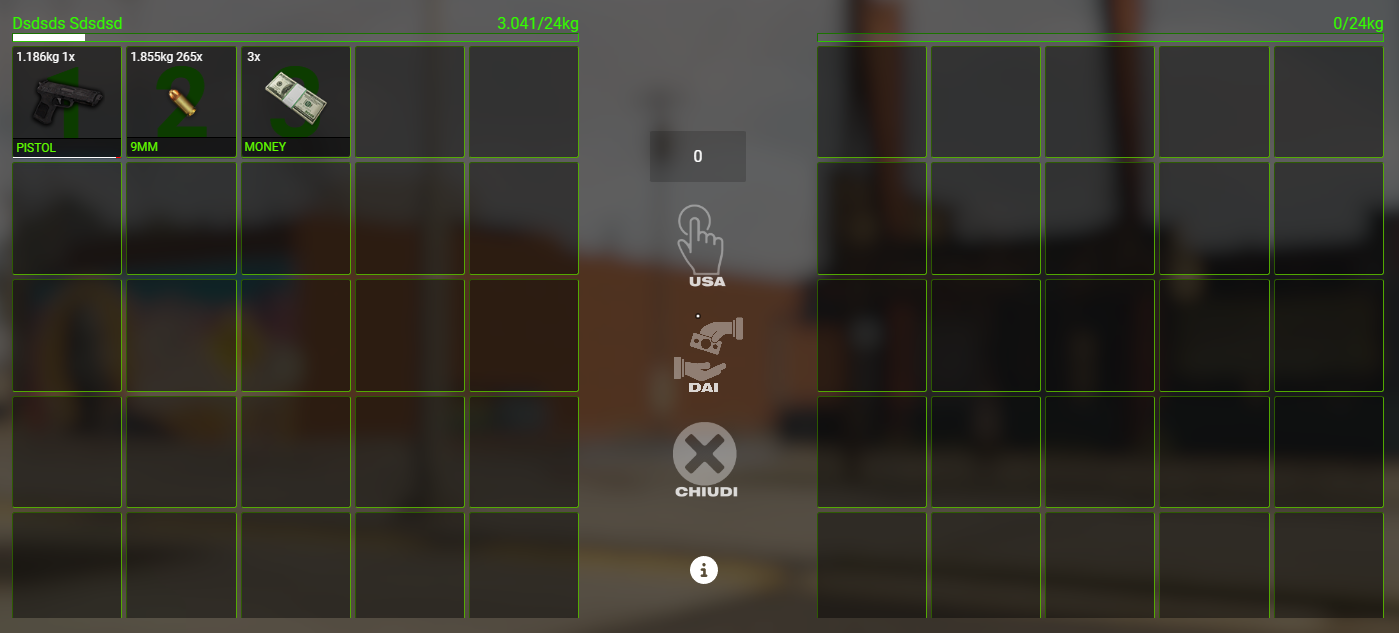 Dsdsds Sdsdsd 3.041/24kg
0/24kg
1.186kg 1x
1
PISTOL
1.855kg 265x
2
9MM
3x
3
MONEY
0
USA
DAI
CHIUDI
i